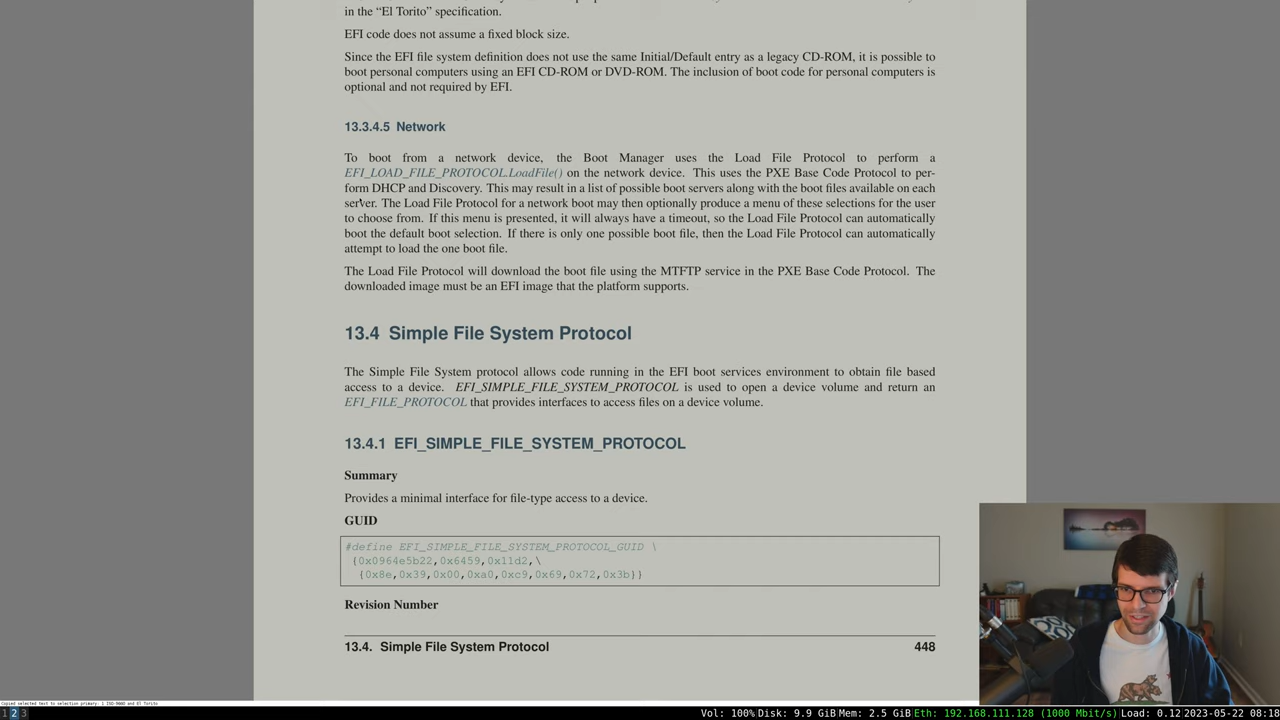 in the “El Torito” specification.
EFI code does not assume a fixed block size.
Since the EFI file system definition does not use the same Initial/Default entry as a legacy CD-ROM, it is possible to
boot personal computers using an EFI CD-ROM or DVD-ROM. The inclusion of boot code for personal computers is
optional and not required by EFI.
13.3.4.5 Network
To boot from a network device, the Boot Manager uses the Load File Protocol to perform a
EFI_LOAD_FILE_PROTOCOL.LoadFile() on the network device. This uses the PXE Base Code Protocol to per-
form DHCP and Discovery. This may result in a list of possible boot servers along with the boot files available on each
server. The Load File Protocol for a network boot may then optionally produce a menu of these selections for the user
to choose from. If this menu is presented, it will always have a timeout, so the Load File Protocol can automatically
boot the default boot selection. If there is only one possible boot file, then the Load File Protocol can automatically
attempt to load the one boot file.
The Load File Protocol will download the boot file using the MTFTP service in the PXE Base Code Protocol. The
downloaded image must be an EFI image that the platform supports.
13.4 Simple File System Protocol
The Simple File System protocol allows code running in the EFI boot services environment to obtain file based
access to a device. EFI_SIMPLE_FILE_SYSTEM_PROTOCOL is used to open a device volume and return an
EFI_FILE_PROTOCOL that provides interfaces to access files on a device volume.
13.4.1 EFI_SIMPLE_FILE_SYSTEM_PROTOCOL
Summary
Provides a minimal interface for file-type access to a device.
GUID
#define EFI_SIMPLE_FILE_SYSTEM_PROTOCOL_GUID \
{0x0964e5b22,0x6459,0x11d2,\
{0x8e,0x39,0x00,0xa0,0xc9,0x69,0x72,0x3b}}
Revision Number
13.4. Simple File System Protocol 448
Copied selected text to selection primary: 1 ISO-9660 and El Torito
1 2 3 Vol: 100% Disk: 9.9 GiB Mem: 2.5 GiB Eth: 192.168.111.128 (1000 Mbit/s) Load: 0.12 2023-05-22 08:18